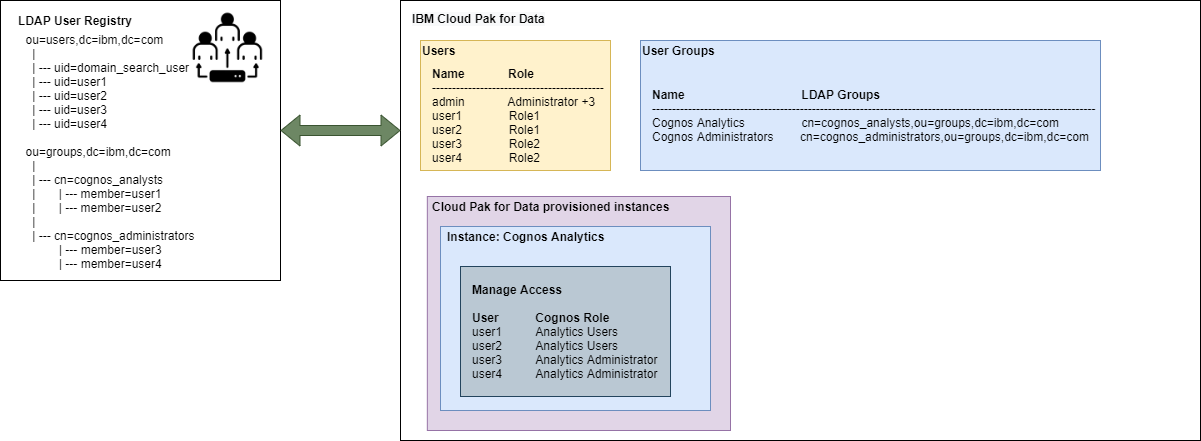 LDAP User Registry
ou=users,dc=ibm,dc=com
|
| --- uid=domain_search_user
| --- uid=user1
| --- uid=user2
| --- uid=user3
| --- uid=user4
ou=groups,dc=ibm,dc=com
|
| --- cn=cognos_analysts
| | --- member=user1
| | --- member=user2
|
| --- cn=cognos_administrators
| --- member=user3
| --- member=user4
IBM Cloud Pak for Data
Users
Name Role
admin Administrator +3
user1 Role1
user2 Role1
user3 Role2
user4 Role2
User Groups
Name LDAP Groups
Cognos Analytics cn=cognos_analysts,ou=groups,dc=ibm,dc=com
Cognos Administrators cn=cognos_administrators,ou=groups,dc=ibm,dc=com
Cloud Pak for Data provisioned instances
Instance: Cognos Analytics
Manage Access
User Cognos Role
user1 Analytics Users
user2 Analytics Users
user3 Analytics Administrator
user4 Analytics Administrator